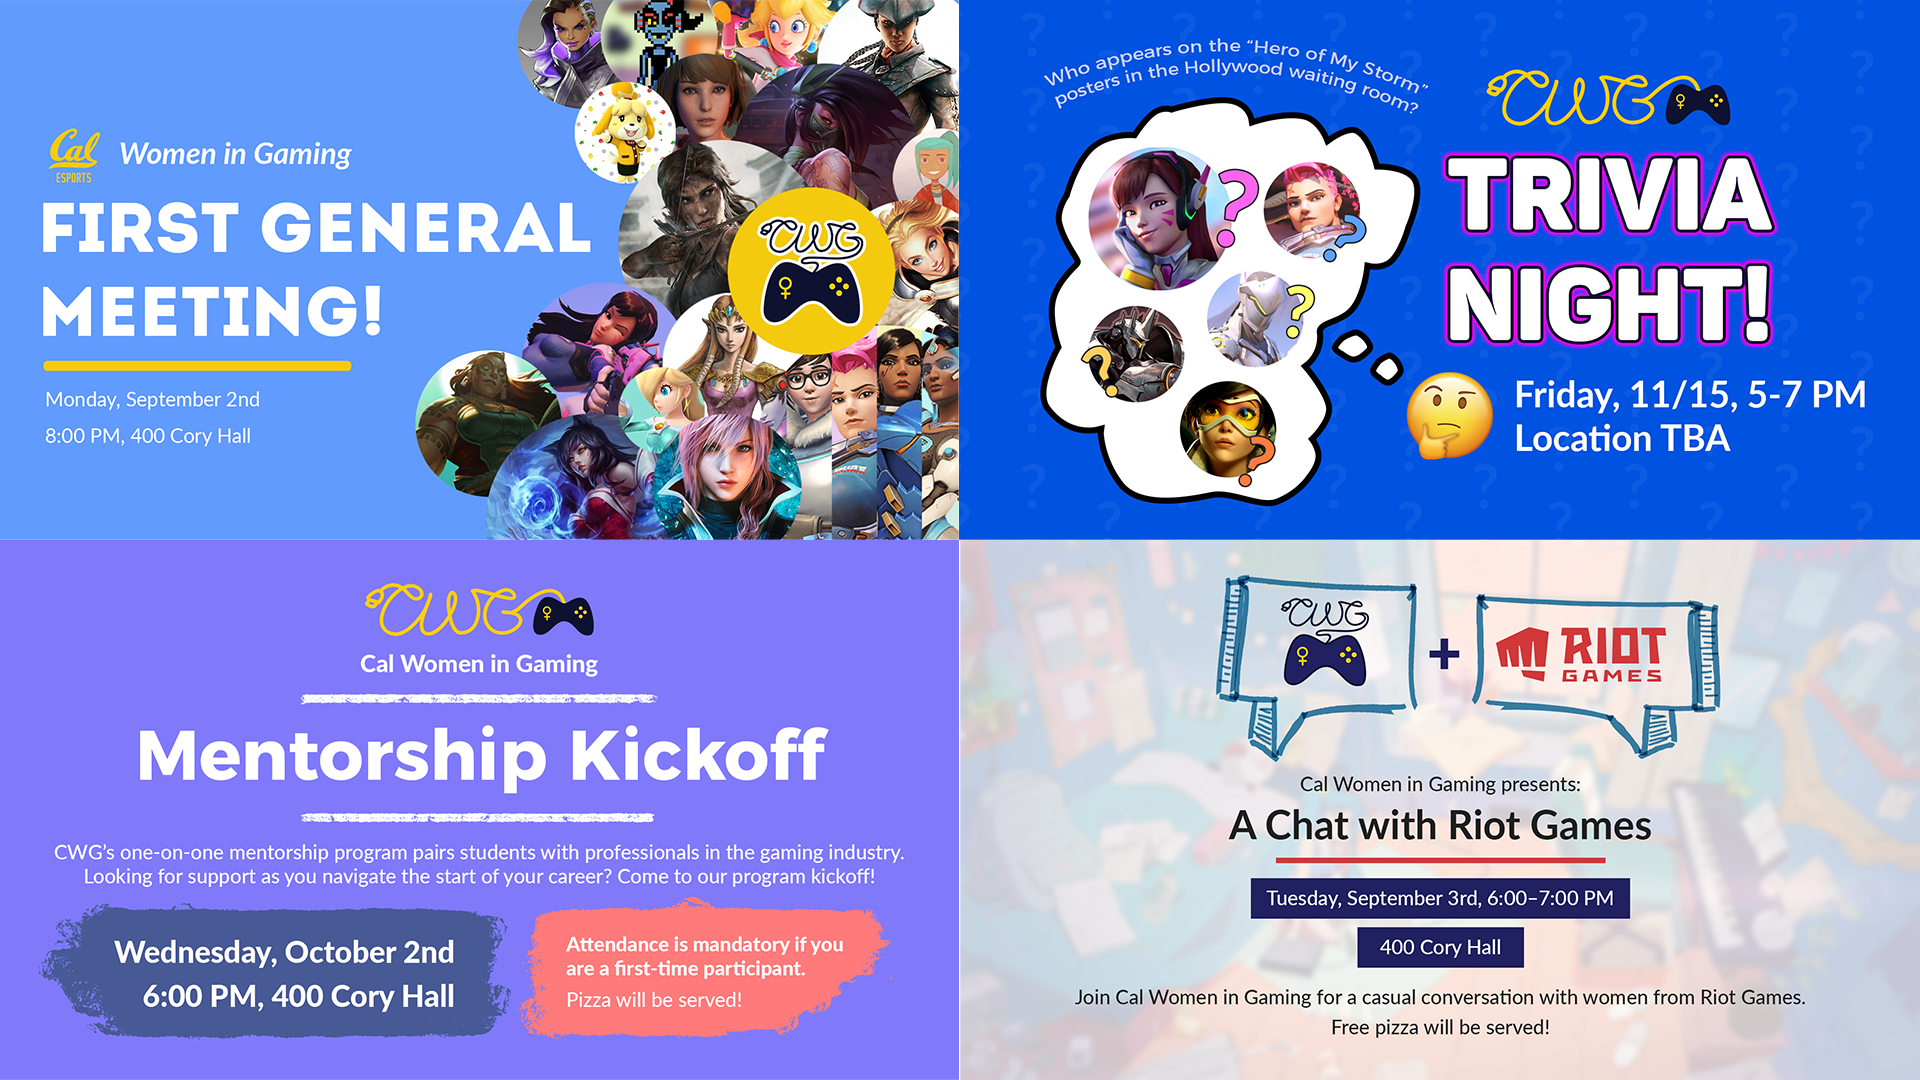 Cal
ESPORTS
Women in Gaming
FIRST GENERAL
MEETING!
Monday, September 2nd
8:00 PM, 400 Cory Hall
CWG
Who appears on the “Hero of My Storm”
posters in the Hollywood waiting room?
CWG
TRIVIA
NIGHT!
? ? ? ? ?
Friday, 11/15, 5-7 PM
Location TBA
CWG
Cal Women in Gaming
Mentorship Kickoff
CWG’s one-on-one mentorship program pairs students with professionals in the gaming industry.
Looking for support as you navigate the start of your career? Come to our program kickoff!
Wednesday, October 2nd
6:00 PM, 400 Cory Hall
Attendance is mandatory if you
are a first-time participant.
Pizza will be served!
CWG
+
RIOT
GAMES
Cal Women in Gaming presents:
A Chat with Riot Games
Tuesday, September 3rd, 6:00–7:00 PM
400 Cory Hall
Join Cal Women in Gaming for a casual conversation with women from Riot Games.
Free pizza will be served!